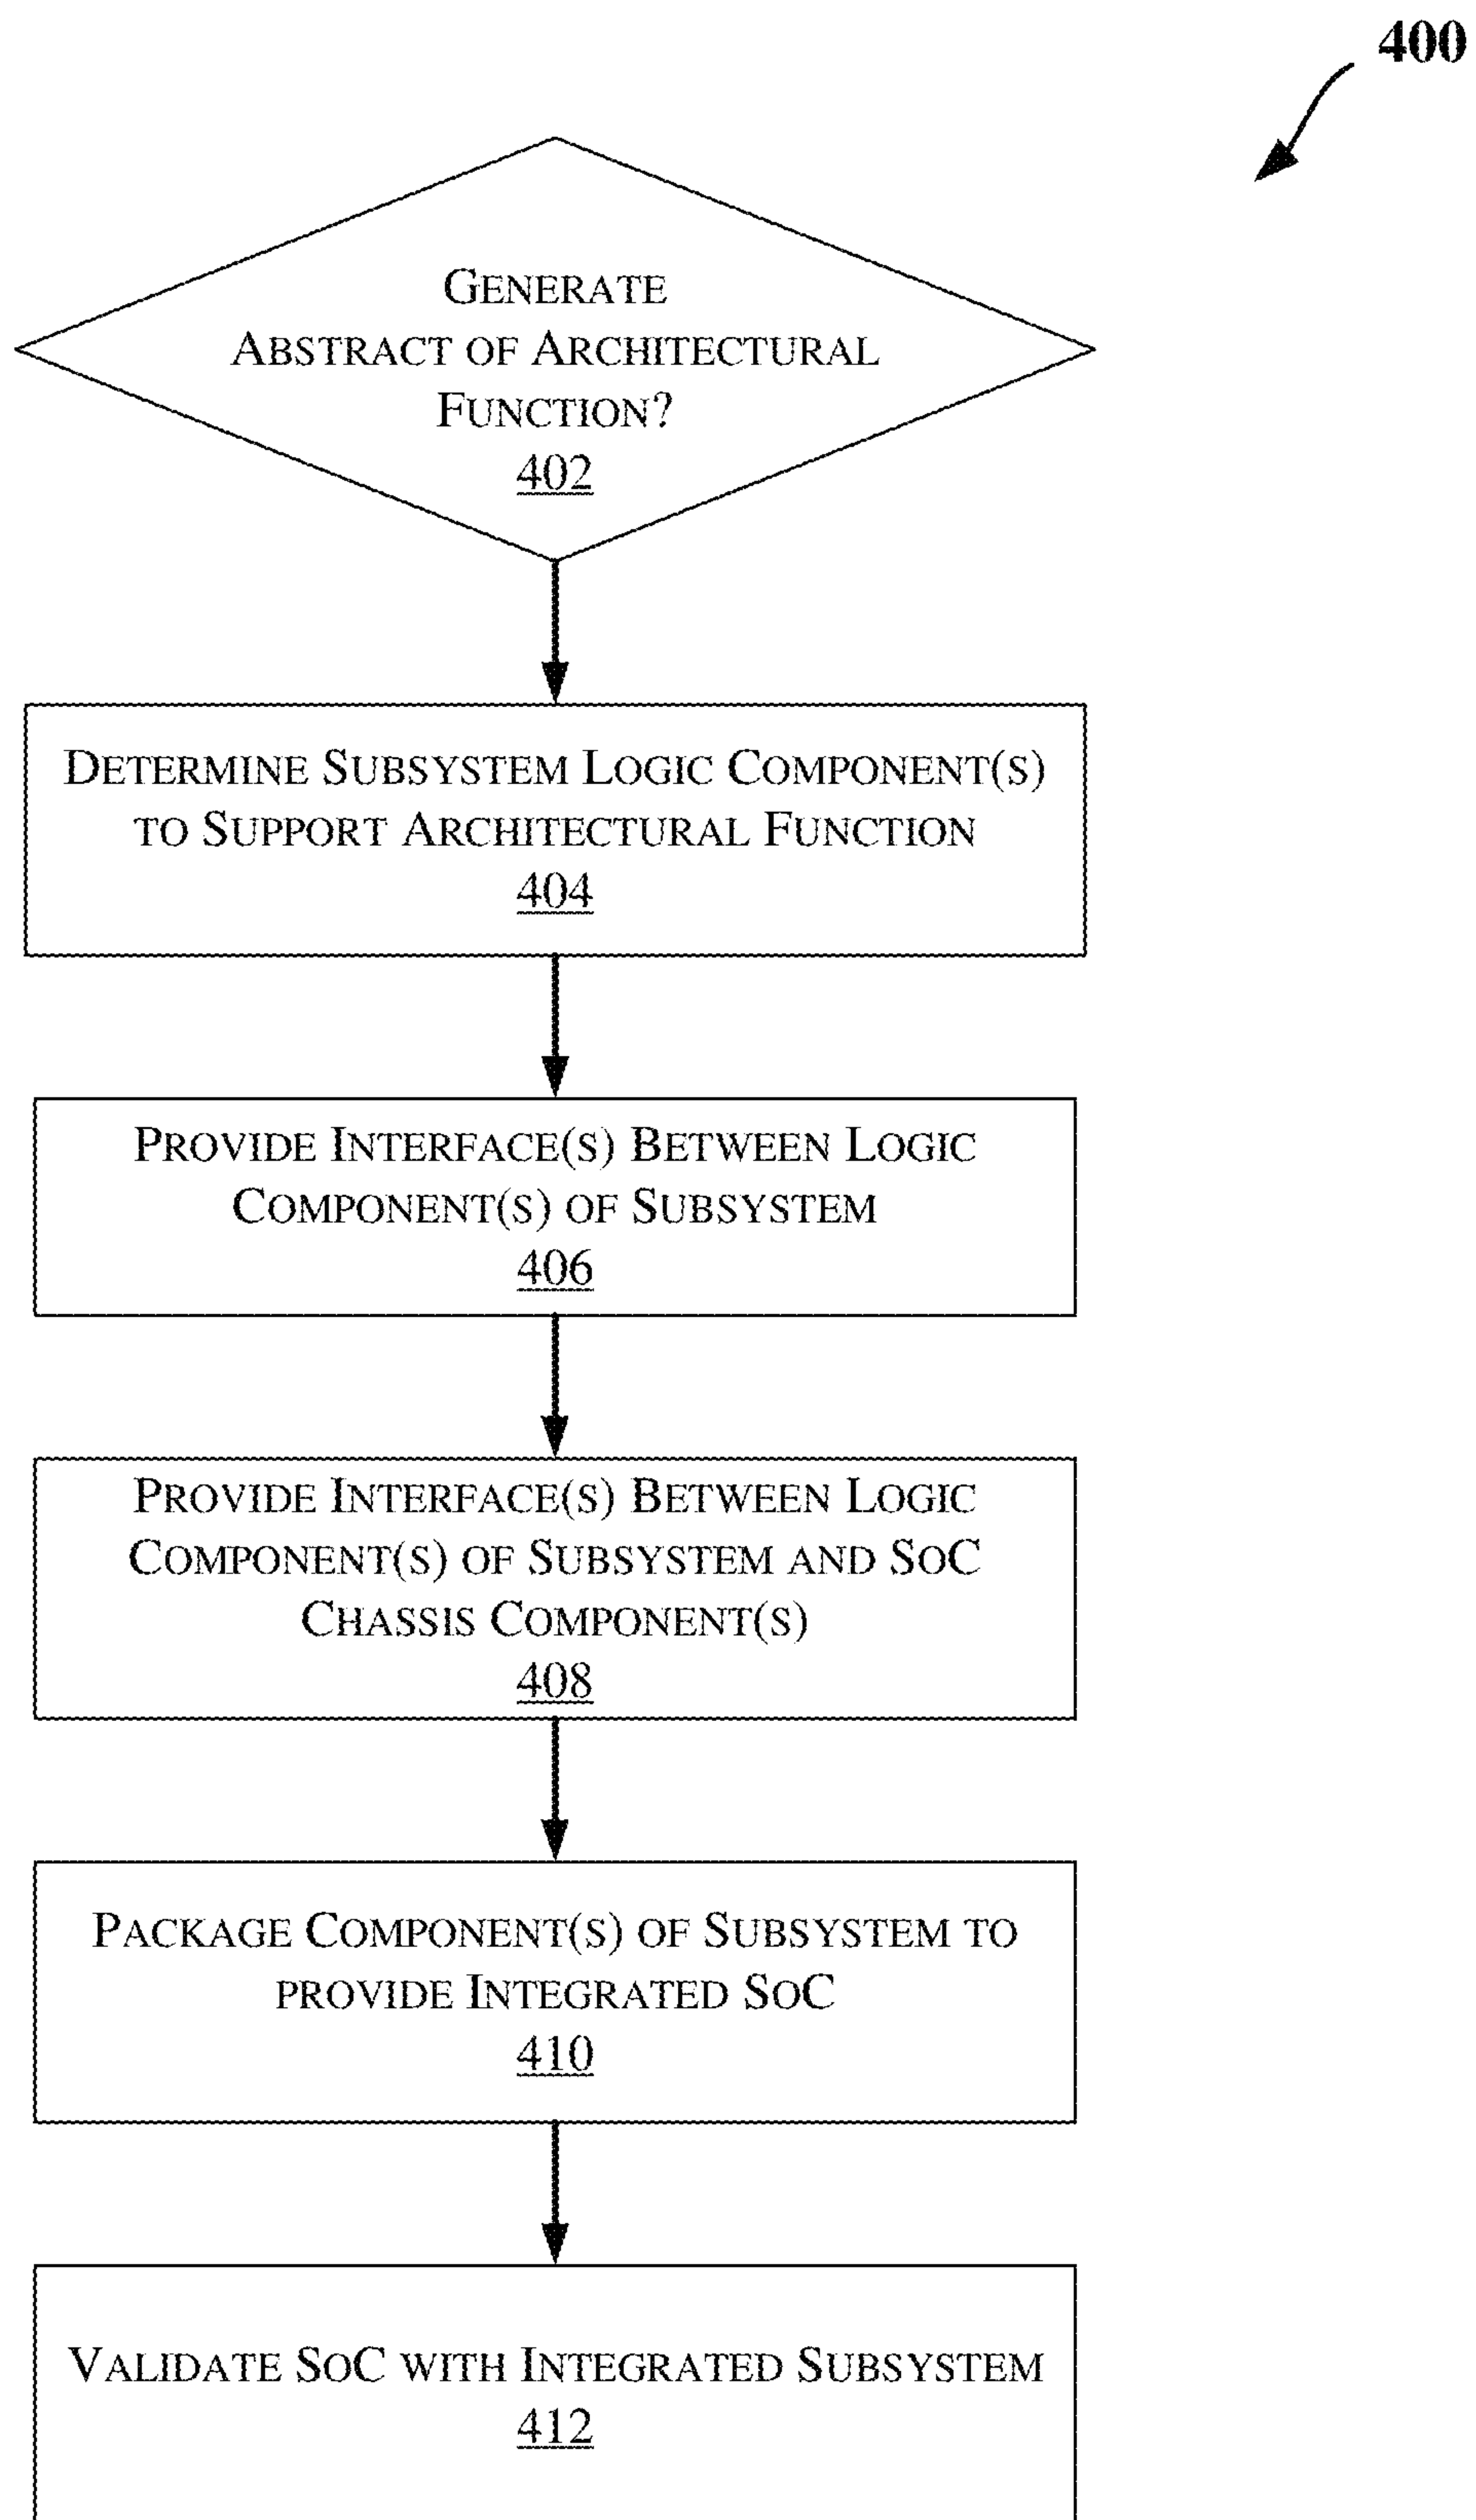 400
GENERATE
ABSTRACT OF ARCHITECTURAL
FUNCTION?
402
DETERMINE SUBSYSTEM LOGIC COMPONENT(S)
TO SUPPORT ARCHITECTURAL FUNCTION
404
PROVIDE INTERFACE(S) BETWEEN LOGIC
COMPONENT(S) OF SUBSYSTEM
406
PROVIDE INTERFACE(S) BETWEEN LOGIC
COMPONENT(S) OF SUBSYSTEM AND SOC
CHASSIS COMPONENT(S)
408
PACKAGE COMPONENT(S) OF SUBSYSTEM TO
PROVIDE INTEGRATED SOC
410
VALIDATE SOC WITH INTEGRATED SUBSYSTEM
412